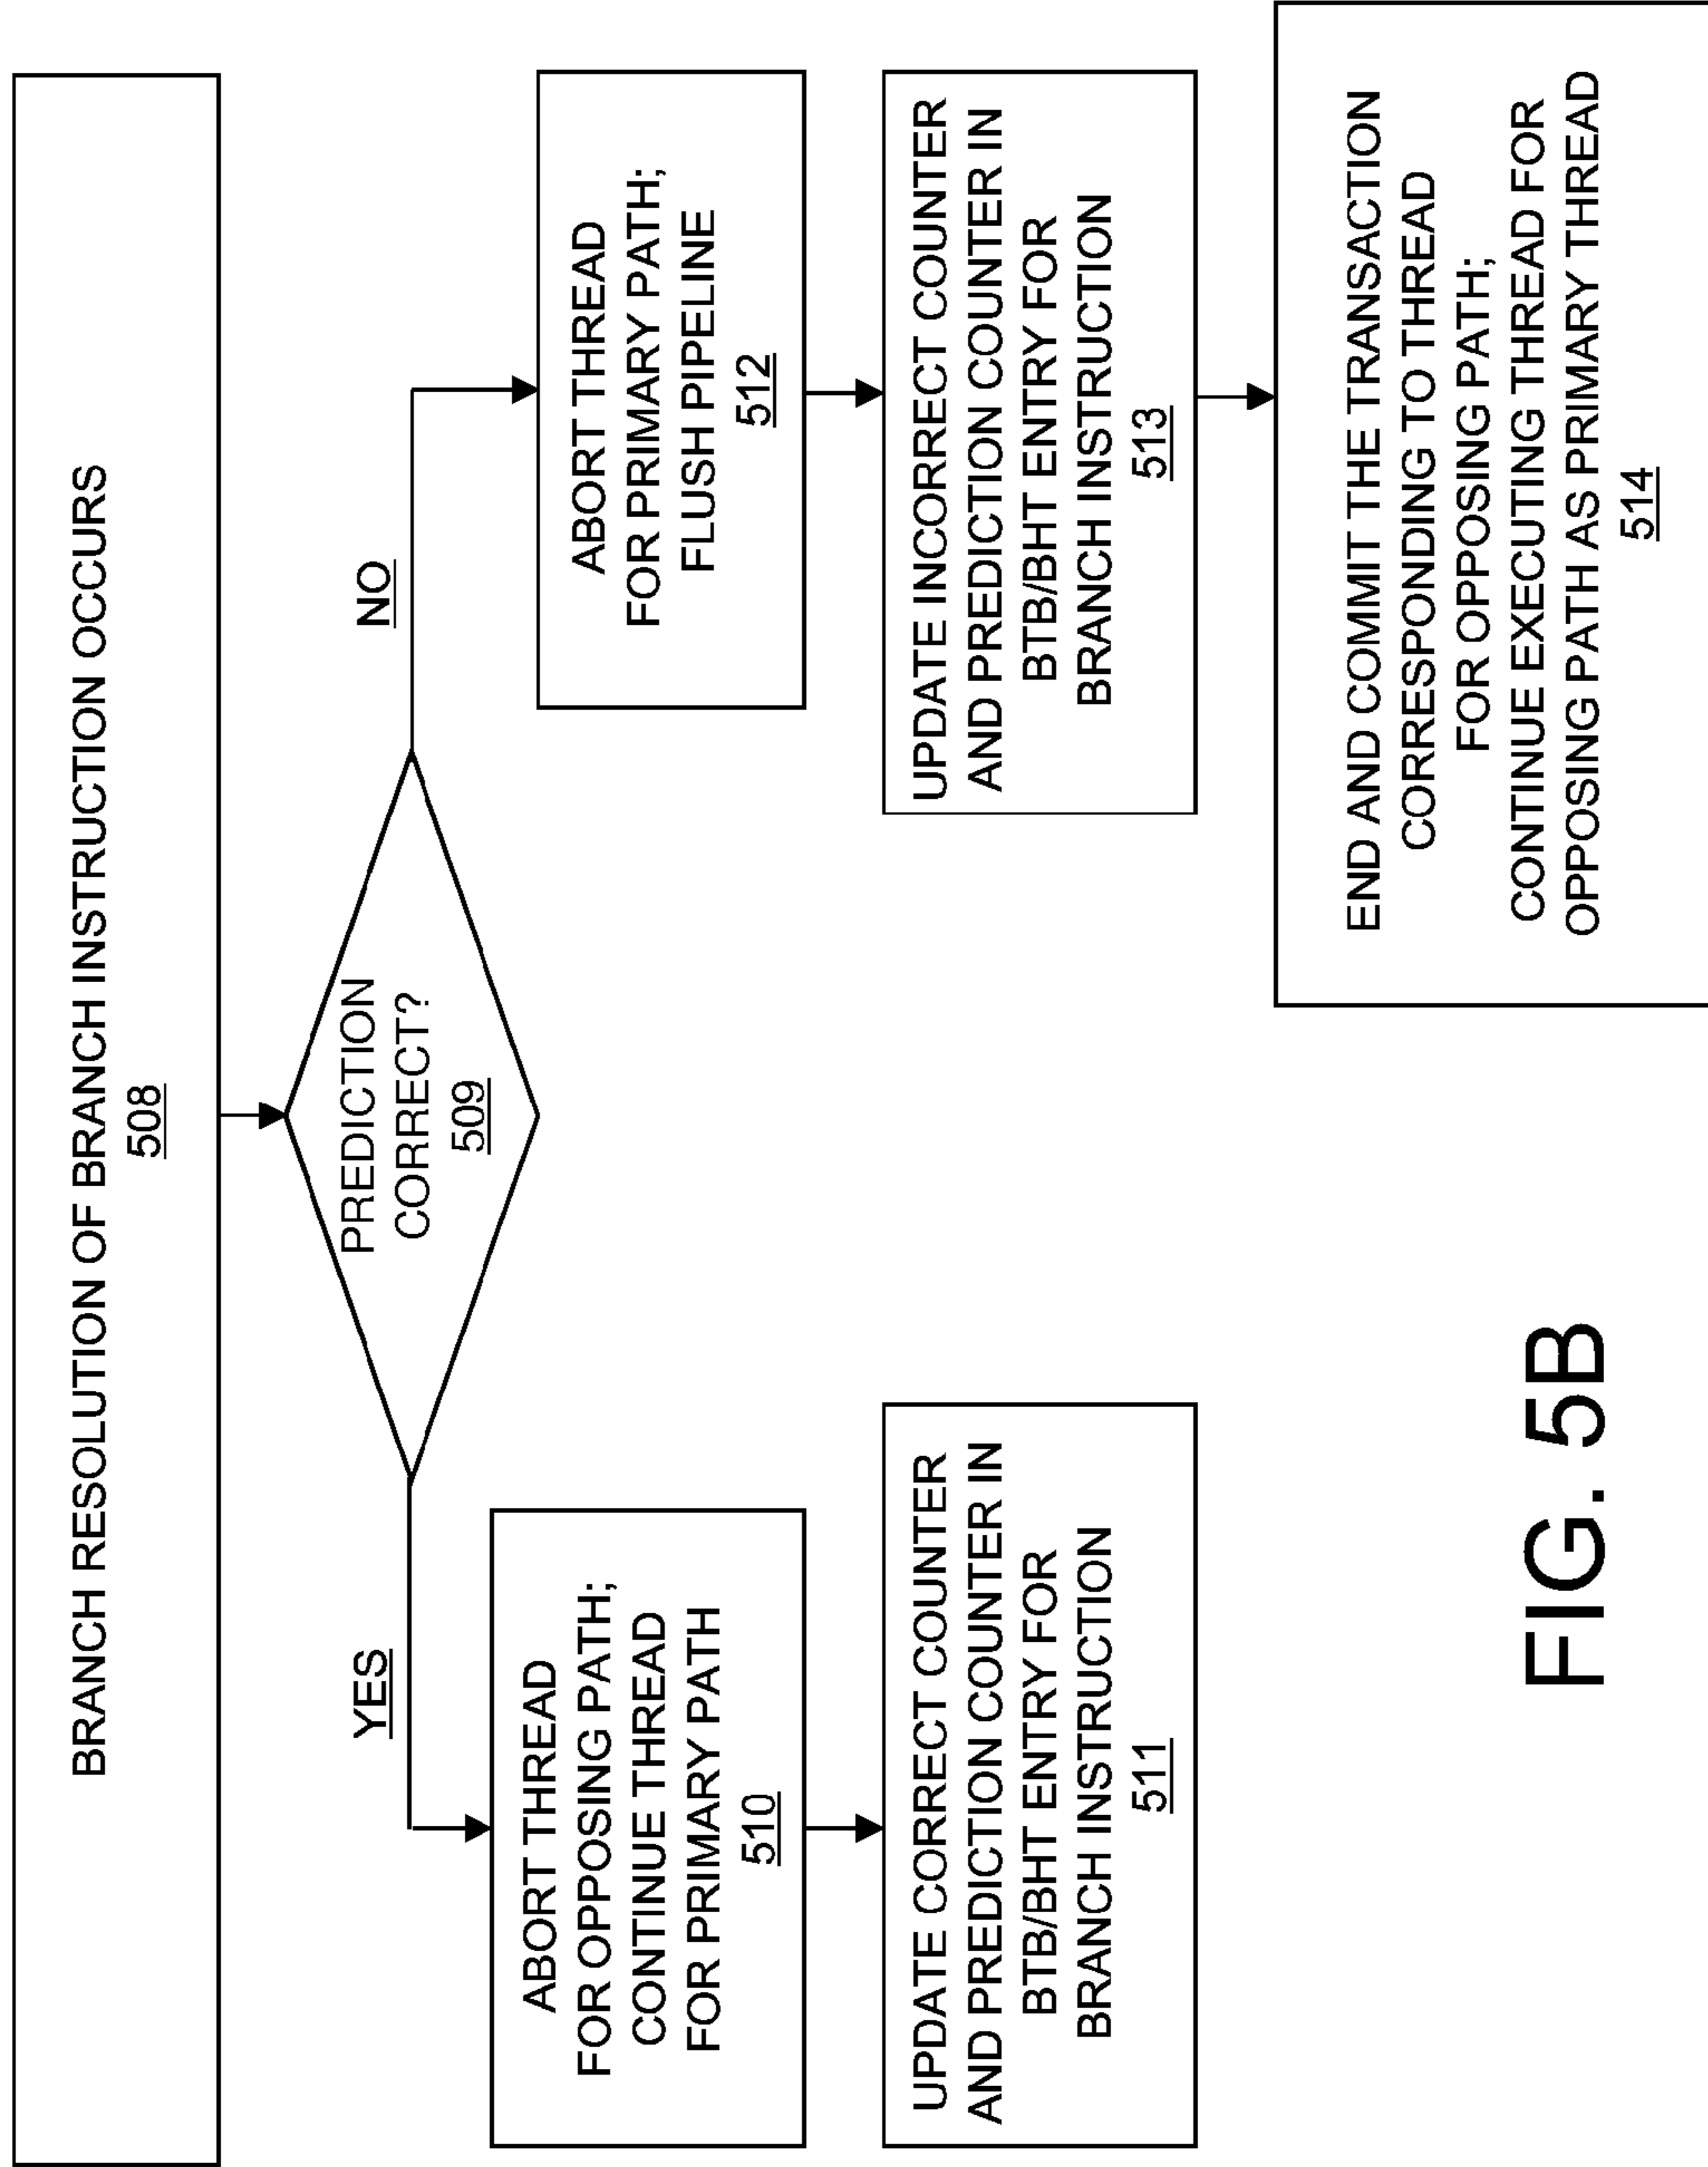 BRANCH RESOLUTION OF BRANCH INSTRUCTION OCCURS
508
PREDICTION
CORRECT?
509
YES
NO
ABORT THREAD
FOR OPPOSING PATH;
CONTINUE THREAD
FOR PRIMARY PATH
510
UPDATE CORRECT COUNTER
AND PREDICTION COUNTER IN
BTB/BHT ENTRY FOR
BRANCH INSTRUCTION
511
ABORT THREAD
FOR PRIMARY PATH;
FLUSH PIPELINE
512
UPDATE INCORRECT COUNTER
AND PREDICTION COUNTER IN
BTB/BHT ENTRY FOR
BRANCH INSTRUCTION
513
END AND COMMIT THE TRANSACTION
CORRESPONDING TO THREAD
FOR OPPOSING PATH;
CONTINUE EXECUTING THREAD FOR
OPPOSING PATH AS PRIMARY THREAD
514
FIG. 5B